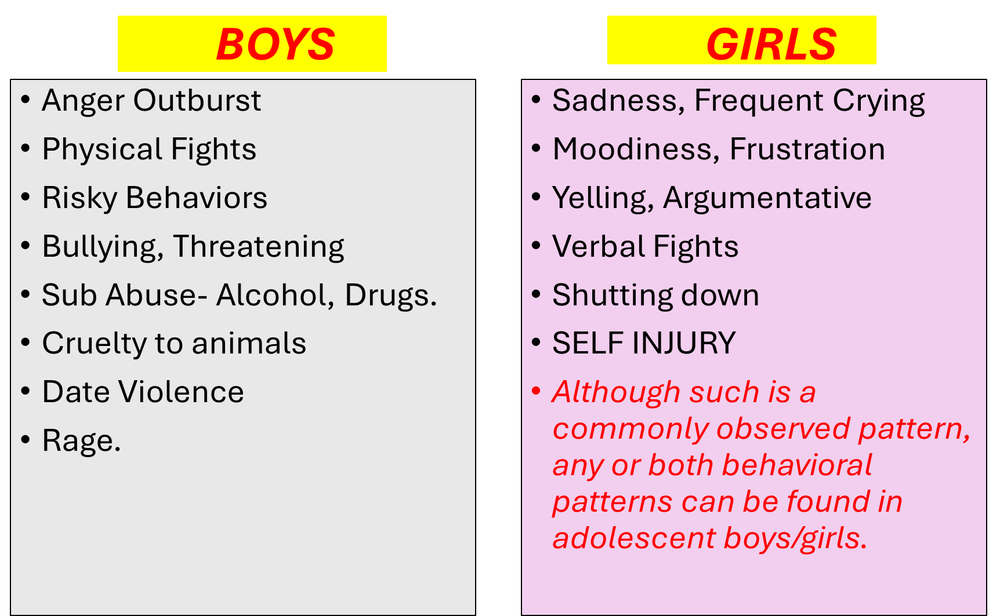 BOYS
• Anger Outburst
• Physical Fights
• Risky Behaviors
• Bullying, Threatening
• Sub Abuse- Alcohol, Drugs.
• Cruelty to animals
• Date Violence
• Rage.
GIRLS
• Sadness, Frequent Crying
• Moodiness, Frustration
• Yelling, Argumentative
• Verbal Fights
• Shutting down
• SELF INJURY
• Although such is a
commonly observed pattern,
any or both behavioral
patterns can be found in
adolescent boys/girls.